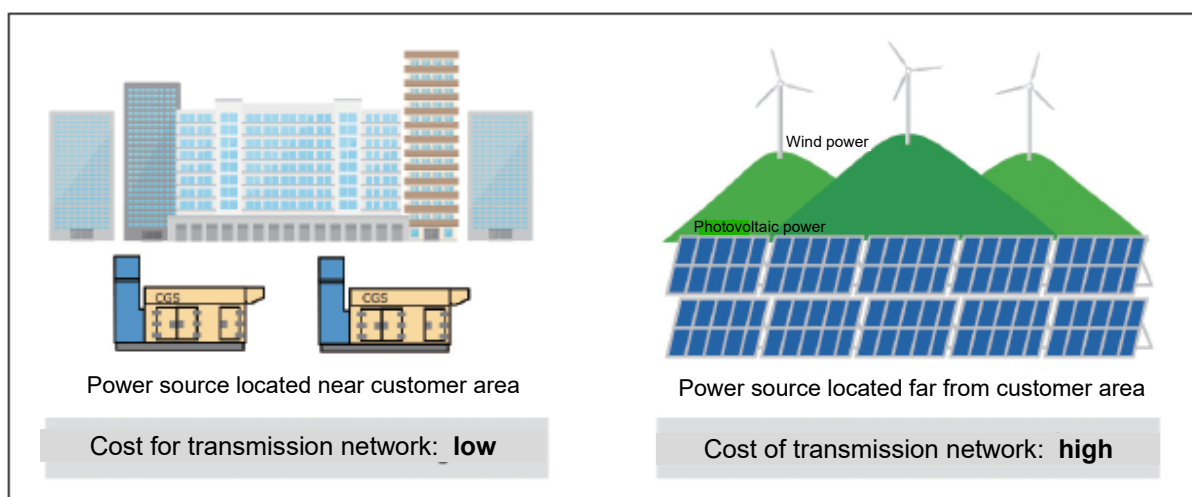 Wind power
Photovoltaic power
CGS
CGS
Power source located near customer area
Power source located far from customer area
Cost for transmission network: low
Cost of transmission network: high